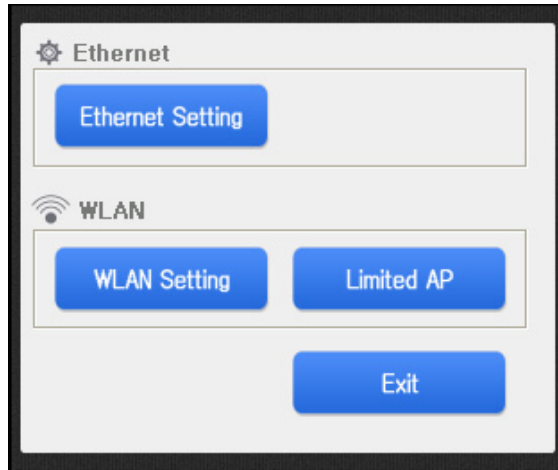 Ethernet
Ethernet Setting
WLAN
WLAN Setting Limited AP
Exit